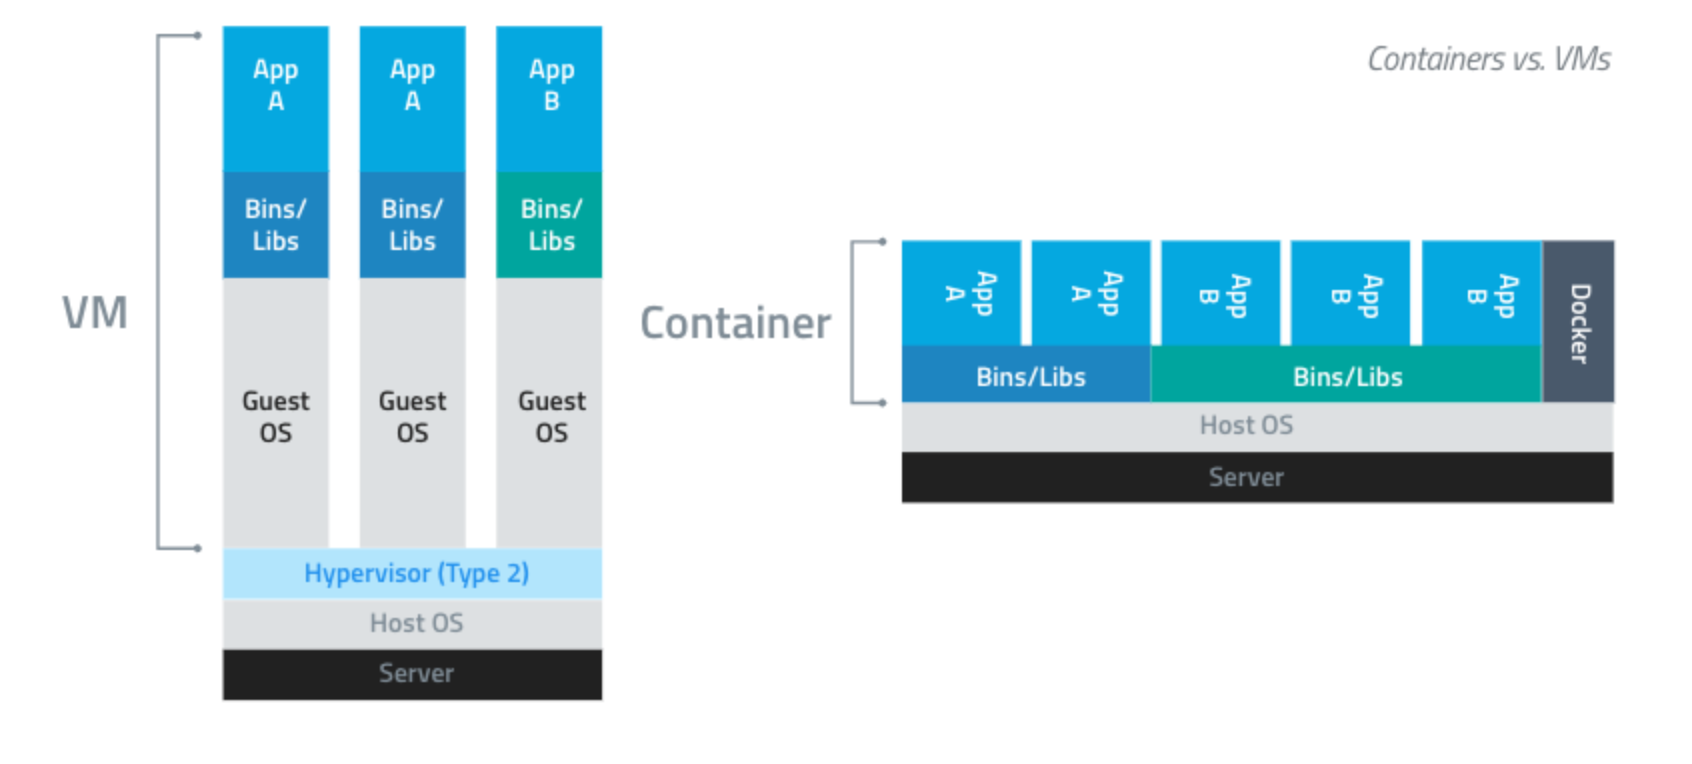 Containers vs. VMs
VM
App
A
App
A
App
B
Bins/
Libs
Bins/
Libs
Bins/
Libs
Guest
OS
Guest
OS
Guest
OS
Hypervisor (Type 2)
Host OS
Server
Container
App
A
App
A
App
B
App
B
App
B
Docker
Bins/Libs
Bins/Libs
Host OS
Server